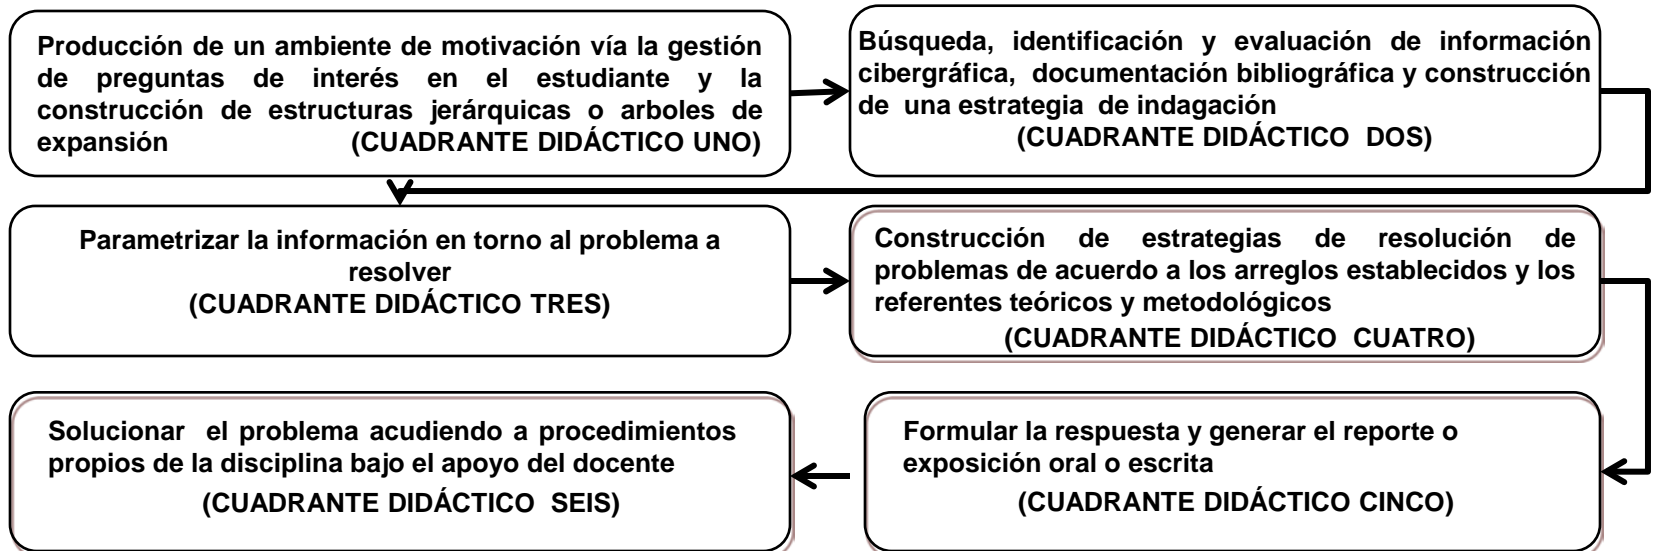 Producción de un ambiente de motivación vía la gestión
de preguntas de interés en el estudiante y la
construcción de estructuras jerárquicas o arboles de
expansión (CUADRANTE DIDÁCTICO UNO)
Búsqueda, identificación y evaluación de información
cibergráfica, documentación bibliográfica y construcción
de una estrategia de indagación
(CUADRANTE DIDÁCTICO DOS)
Parametrizar la información en torno al problema a
resolver
(CUADRANTE DIDÁCTICO TRES)
Construcción de estrategias de resolución de
problemas de acuerdo a los arreglos establecidos y los
referentes teóricos y metodológicos
(CUADRANTE DIDÁCTICO CUATRO)
Solucionar el problema acudiendo a procedimientos
propios de la disciplina bajo el apoyo del docente
(CUADRANTE DIDÁCTICO SEIS)
Formular la respuesta y generar el reporte o
exposición oral o escrita
(CUADRANTE DIDÁCTICO CINCO)